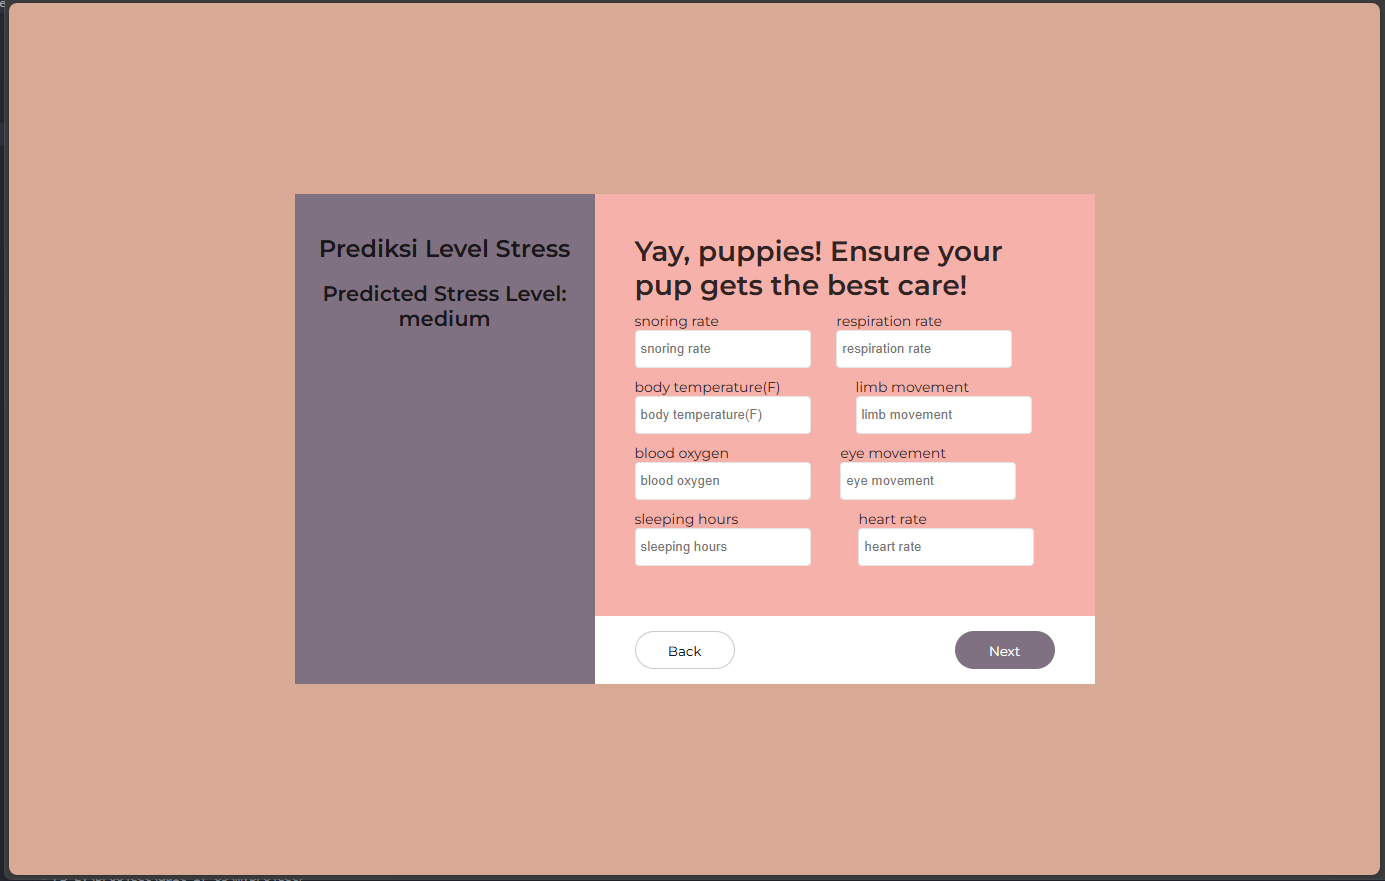 Prediksi Level Stress
Predicted Stress Level:
medium
Yay, puppies! Ensure your
pup gets the best care!
snoring rate
snoring rate
respiration rate
respiration rate
body temperature(F)
body temperature(F)
limb movement
limb movement
blood oxygen
blood oxygen
eye movement
eye movement
sleeping hours
sleeping hours
heart rate
heart rate
Back
Next